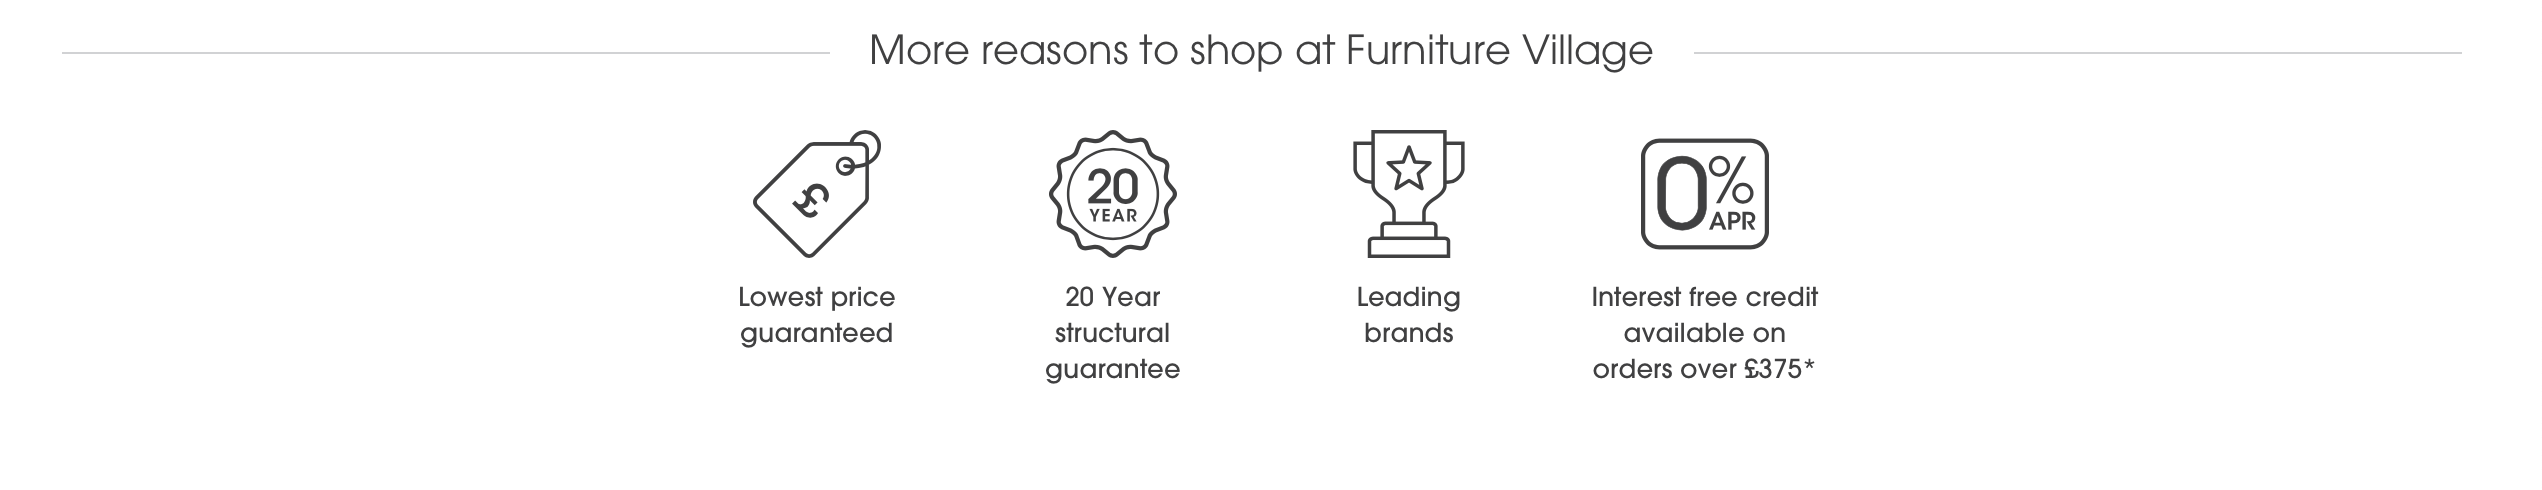 More reasons to shop at Furniture Village
£
Lowest price
guaranteed
20
YEAR
20 Year
structural
guarantee
Leading
brands
0%
APR
Interest free credit
available on
orders over £375*